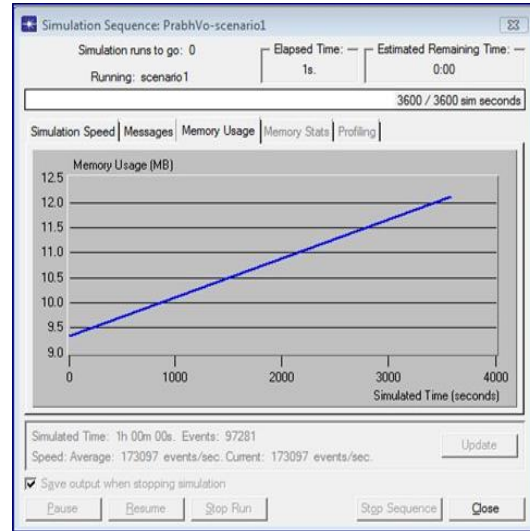 Simulation Sequence: PrabhVo-scenario1
Simulation runs to go: 0
Running: scenario1
Elapsed Time:
1s.
Estimated Remaining Time:
0:00
3600 / 3600 sim seconds
Simulation Speed Messages Memory Usage Memory Stats Profiling
Memory Usage (MB)
12.5
12.0
11.5
11.0
10.5
10.0
9.5
9.0
0 1000 2000 3000 4000
Simulated Time (seconds)
Simulated Time: 1h 00m 00s. Events: 97281
Speed: Average: 173097 events/sec. Current: 173097 events/sec.
Update
Save output when stopping simulation
Pause Resume Stop Run Stop Sequence Close